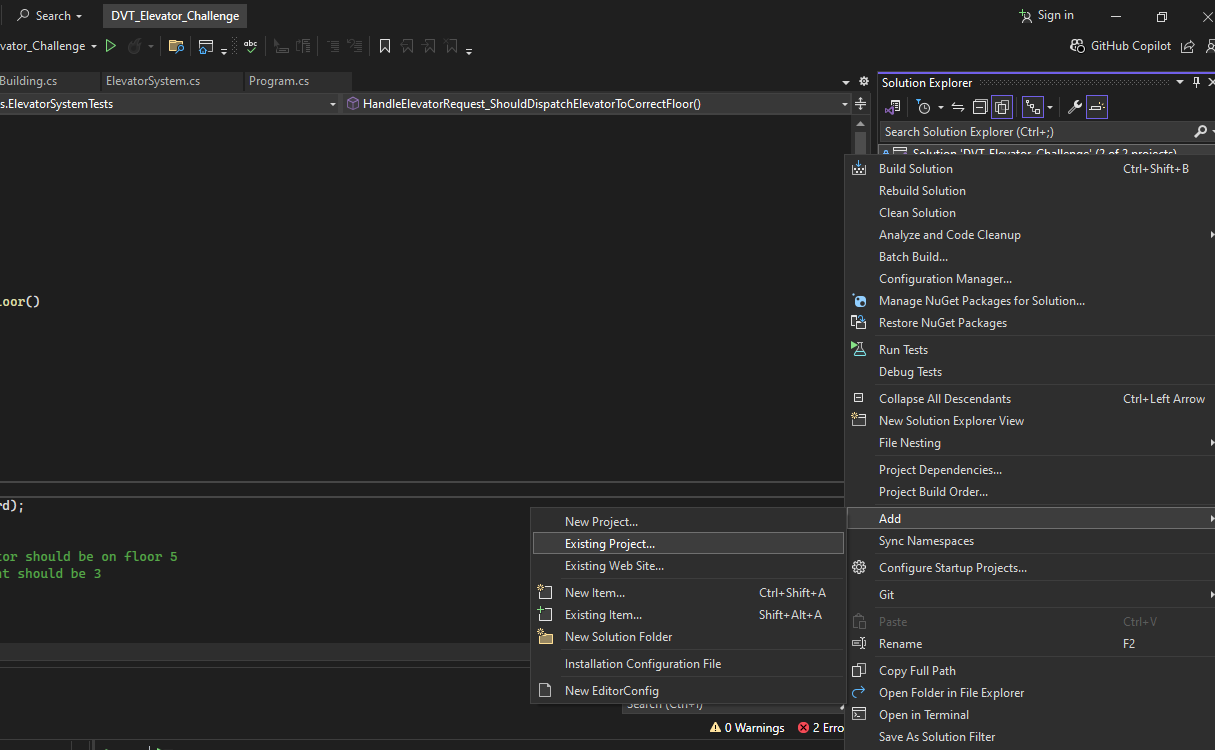 Search
DVT_Elevator_Challenge
Sign in
vator_Challenge
abc
GitHub Copilot
Building.cs
ElevatorSystem.cs
Program.cs
Solution Explorer
s.ElevatorSystemTests
HandleElevatorRequest_ShouldDispatchElevatorToCorrectFloor()
Search Solution Explorer (Ctrl+;)
Solution 'DVT_Elevator_Challenge' (2 of 2 projects)
Build Solution Ctrl+Shift+B
Rebuild Solution
Clean Solution
Analyze and Code Cleanup
Batch Build...
Configuration Manager...
Manage NuGet Packages for Solution...
Restore NuGet Packages
Run Tests
Debug Tests
Collapse All Descendants Ctrl+Left Arrow
New Solution Explorer View
File Nesting
Project Dependencies...
Project Build Order...
Add
Sync Namespaces
Configure Startup Projects...
Git
Paste Ctrl+V
Rename F2
Copy Full Path
Open Folder in File Explorer
Open in Terminal
Save As Solution Filter
New Project...
Existing Project...
Existing Web Site...
New Item... Ctrl+Shift+A
Existing Item... Shift+Alt+A
New Solution Folder
Installation Configuration File
New EditorConfig
loor()
rd);
tor should be on floor 5
nt should be 3
Search (Ctrl+I)
0 Warnings
2 Erro